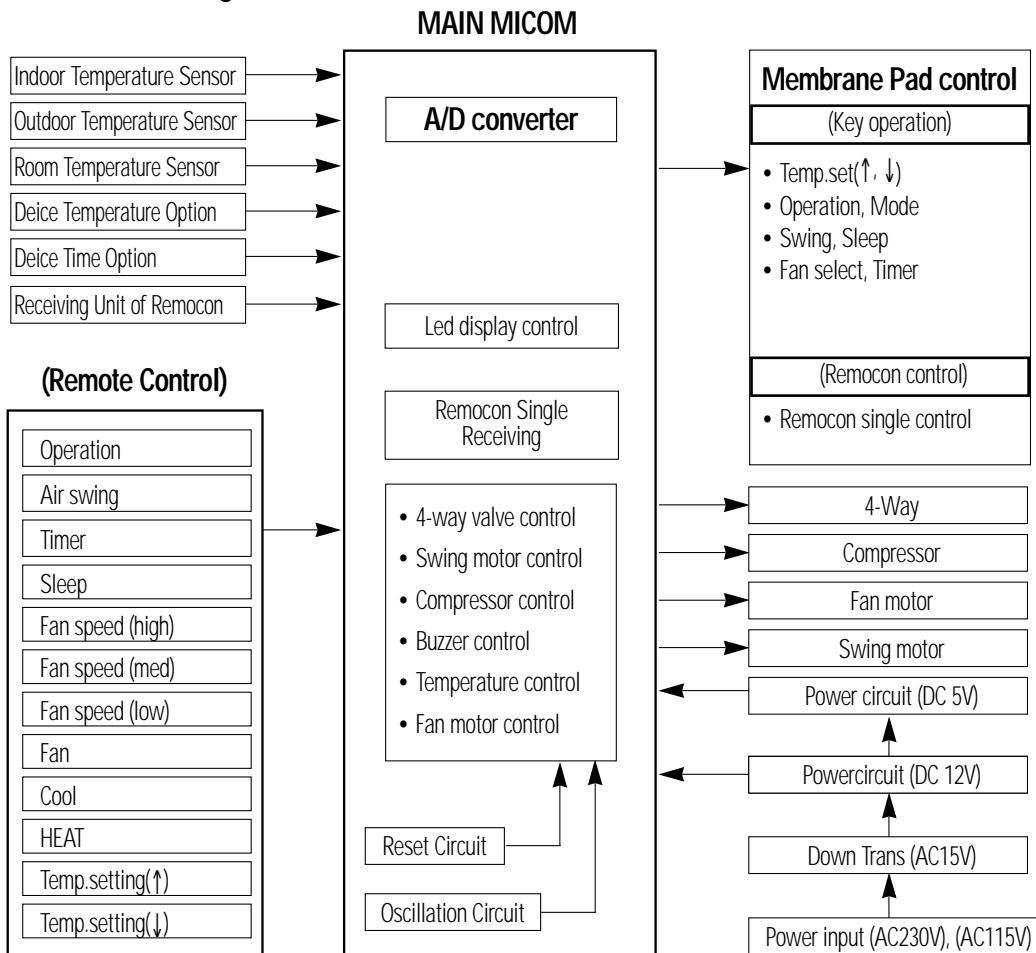 MAIN MICOM
Indoor Temperature Sensor
Outdoor Temperature Sensor
Room Temperature Sensor
Deice Temperature Option
Deice Time Option
Receiving Unit of Remocon
(Remote Control)
Operation
Air swing
Timer
Sleep
Fan speed (high)
Fan speed (med)
Fan speed (low)
Fan
Cool
HEAT
Temp.setting(↑)
Temp.setting(↓)
A/D converter
Led display control
Remocon Single
Receiving
• 4-way valve control
• Swing motor control
• Compressor control
• Buzzer control
• Temperature control
• Fan motor control
Reset Circuit
Oscillation Circuit
Membrane Pad control
(Key operation)
• Temp.set(↑, ↓)
• Operation, Mode
• Swing, Sleep
• Fan select, Timer
(Remocon control)
• Remocon single control
4-Way
Compressor
Fan motor
Swing motor
Power circuit (DC 5V)
Powercircuit (DC 12V)
Down Trans (AC15V)
Power input (AC230V), (AC115V)